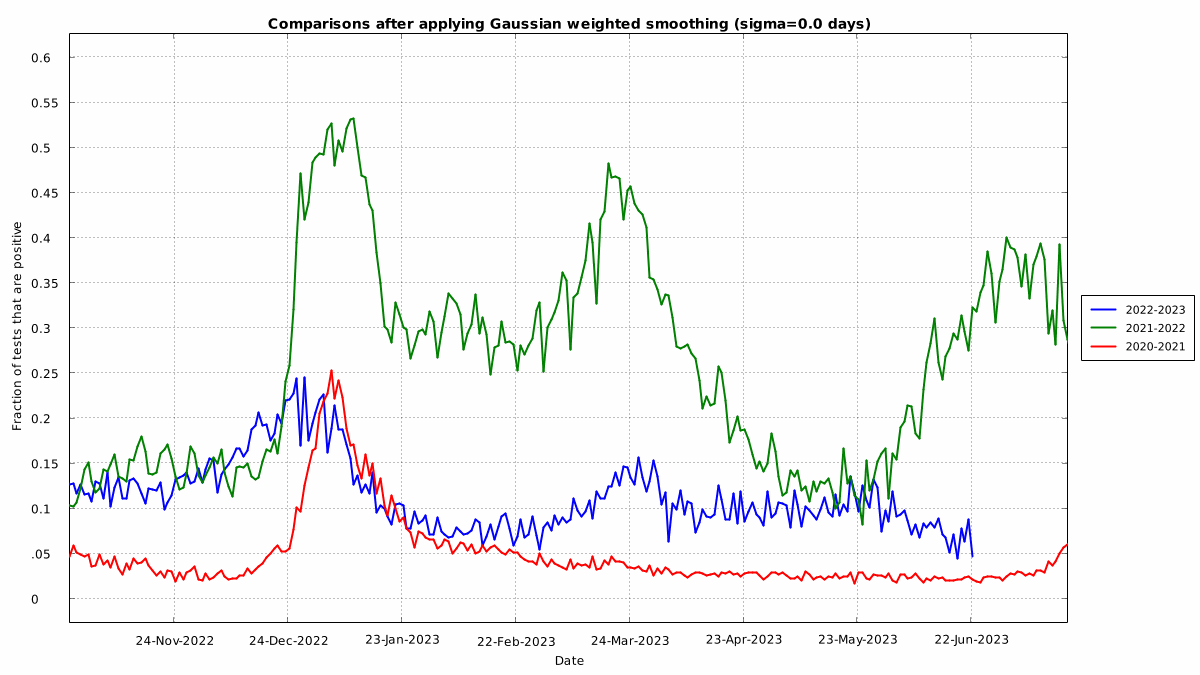 Comparisons after applying Gaussian weighted smoothing (sigma=0.0 days)
0.6
0.55
0.5
0.45
0.4
0.35
0.3
0.25
0.2
0.15
0.1
.05
0
Fraction of tests that are positive
24-Nov-2022
24-Dec-2022
23-Jan-2023
22-Feb-2023
24-Mar-2023
23-Apr-2023
23-May-2023
22-Jun-2023
Date
2022-2023
2021-2022
2020-2021